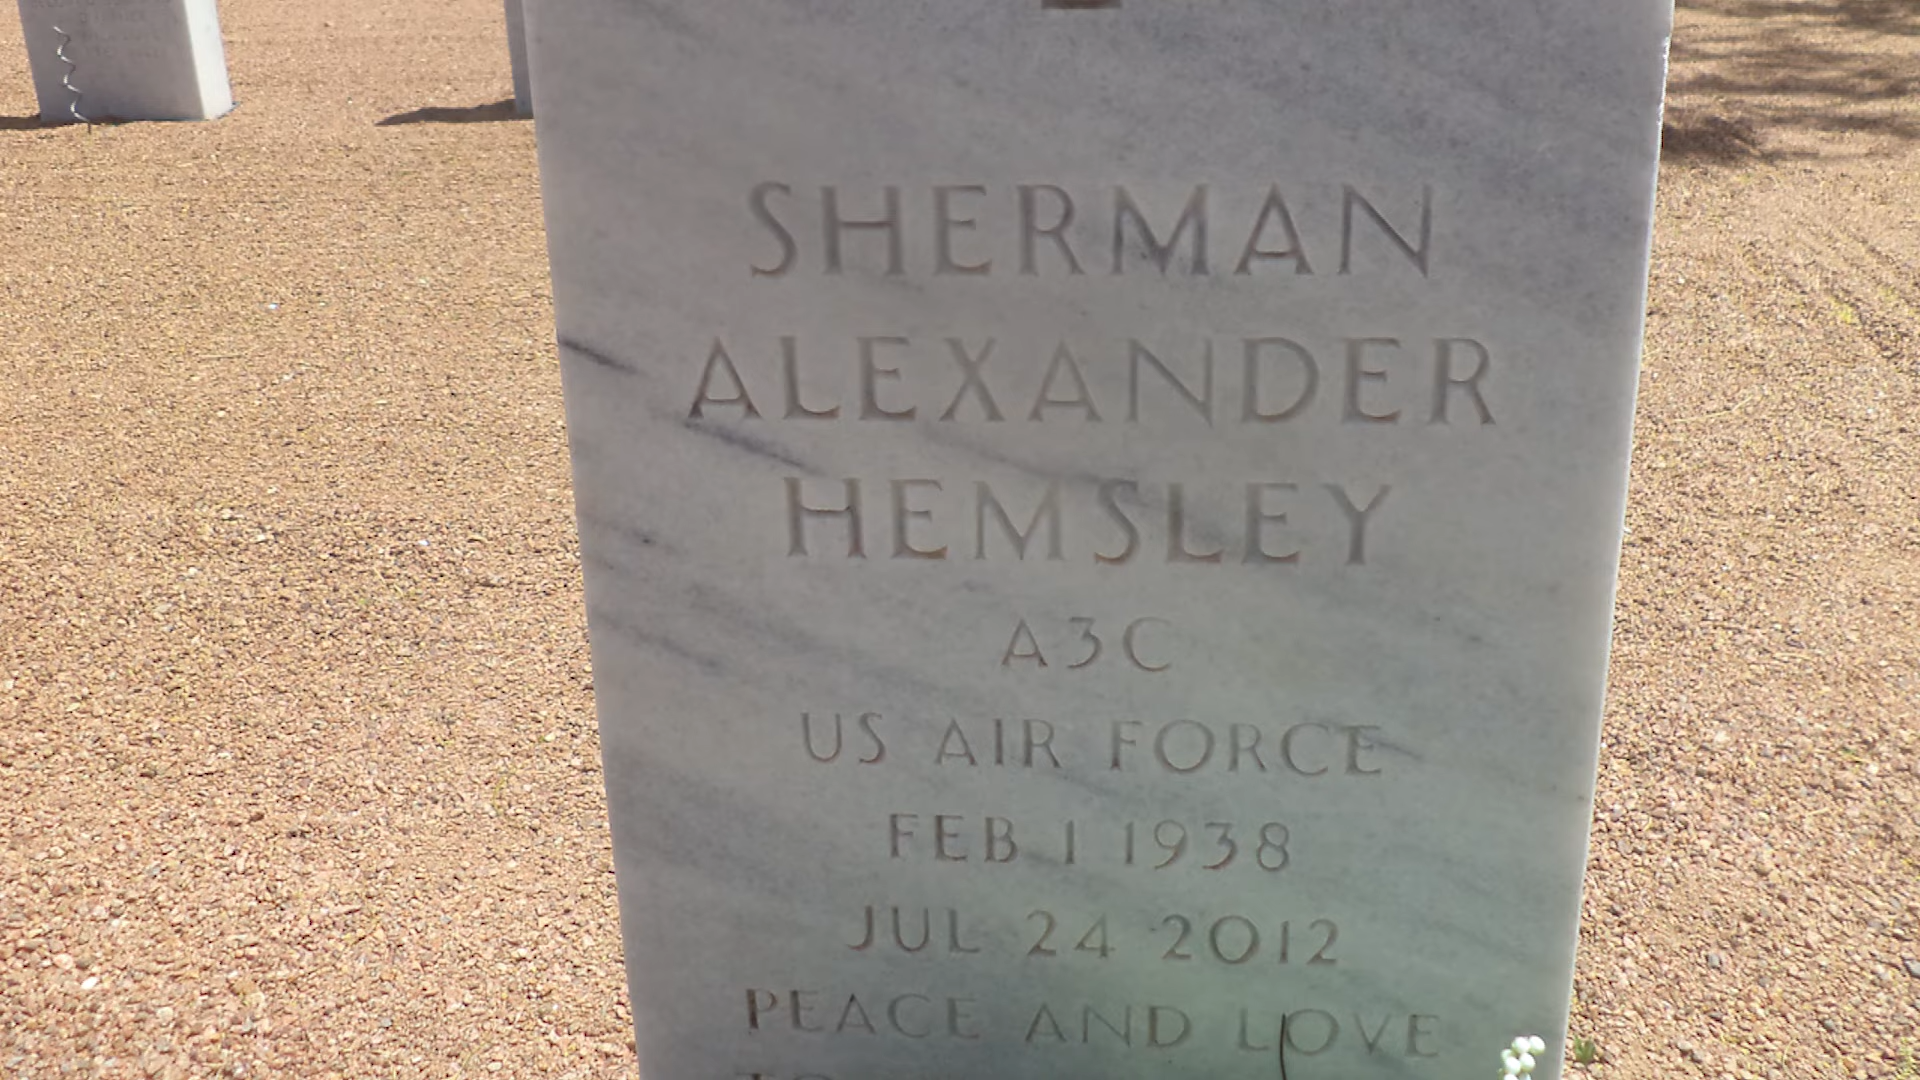 SHERMAN
ALEXANDER
HEMSLEY
A3C
US AIR FORCE
FEB 1 1938
JUL 24 2012
PEACE AND LOVE